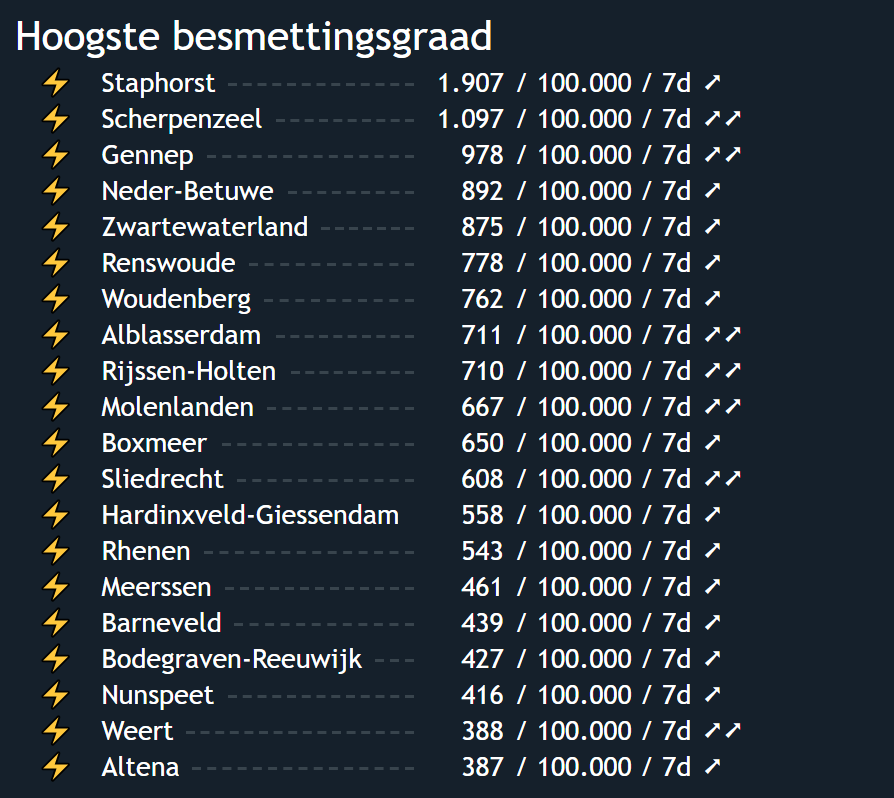 Hoogste besmettingsgraad
⚡ Staphorst ------------- 1.907 / 100.000 / 7d ➚
⚡ Scherpenzeel ---------- 1.097 / 100.000 / 7d ➚➚
⚡ Gennep --------------- 978 / 100.000 / 7d ➚➚
⚡ Neder-Betuwe --------- 892 / 100.000 / 7d ➚
⚡ Zwartewaterland ------ 875 / 100.000 / 7d ➚
⚡ Renswoude ------------ 778 / 100.000 / 7d ➚
⚡ Woudenberg ----------- 762 / 100.000 / 7d ➚
⚡ Alblasserdam ---------- 711 / 100.000 / 7d ➚➚
⚡ Rijssen-Holten --------- 710 / 100.000 / 7d ➚➚
⚡ Molenlanden ----------- 667 / 100.000 / 7d ➚➚
⚡ Boxmeer -------------- 650 / 100.000 / 7d ➚
⚡ Sliedrecht ------------- 608 / 100.000 / 7d ➚➚
⚡ Hardinxveld-Giessendam 558 / 100.000 / 7d ➚
⚡ Rhenen --------------- 543 / 100.000 / 7d ➚
⚡ Meerssen ------------- 461 / 100.000 / 7d ➚
⚡ Barneveld ------------- 439 / 100.000 / 7d ➚
⚡ Bodegraven-Reeuwijk --- 427 / 100.000 / 7d ➚
⚡ Nunspeet ------------- 416 / 100.000 / 7d ➚
⚡ Weert ---------------- 388 / 100.000 / 7d ➚➚
⚡ Altena ---------------- 387 / 100.000 / 7d ➚